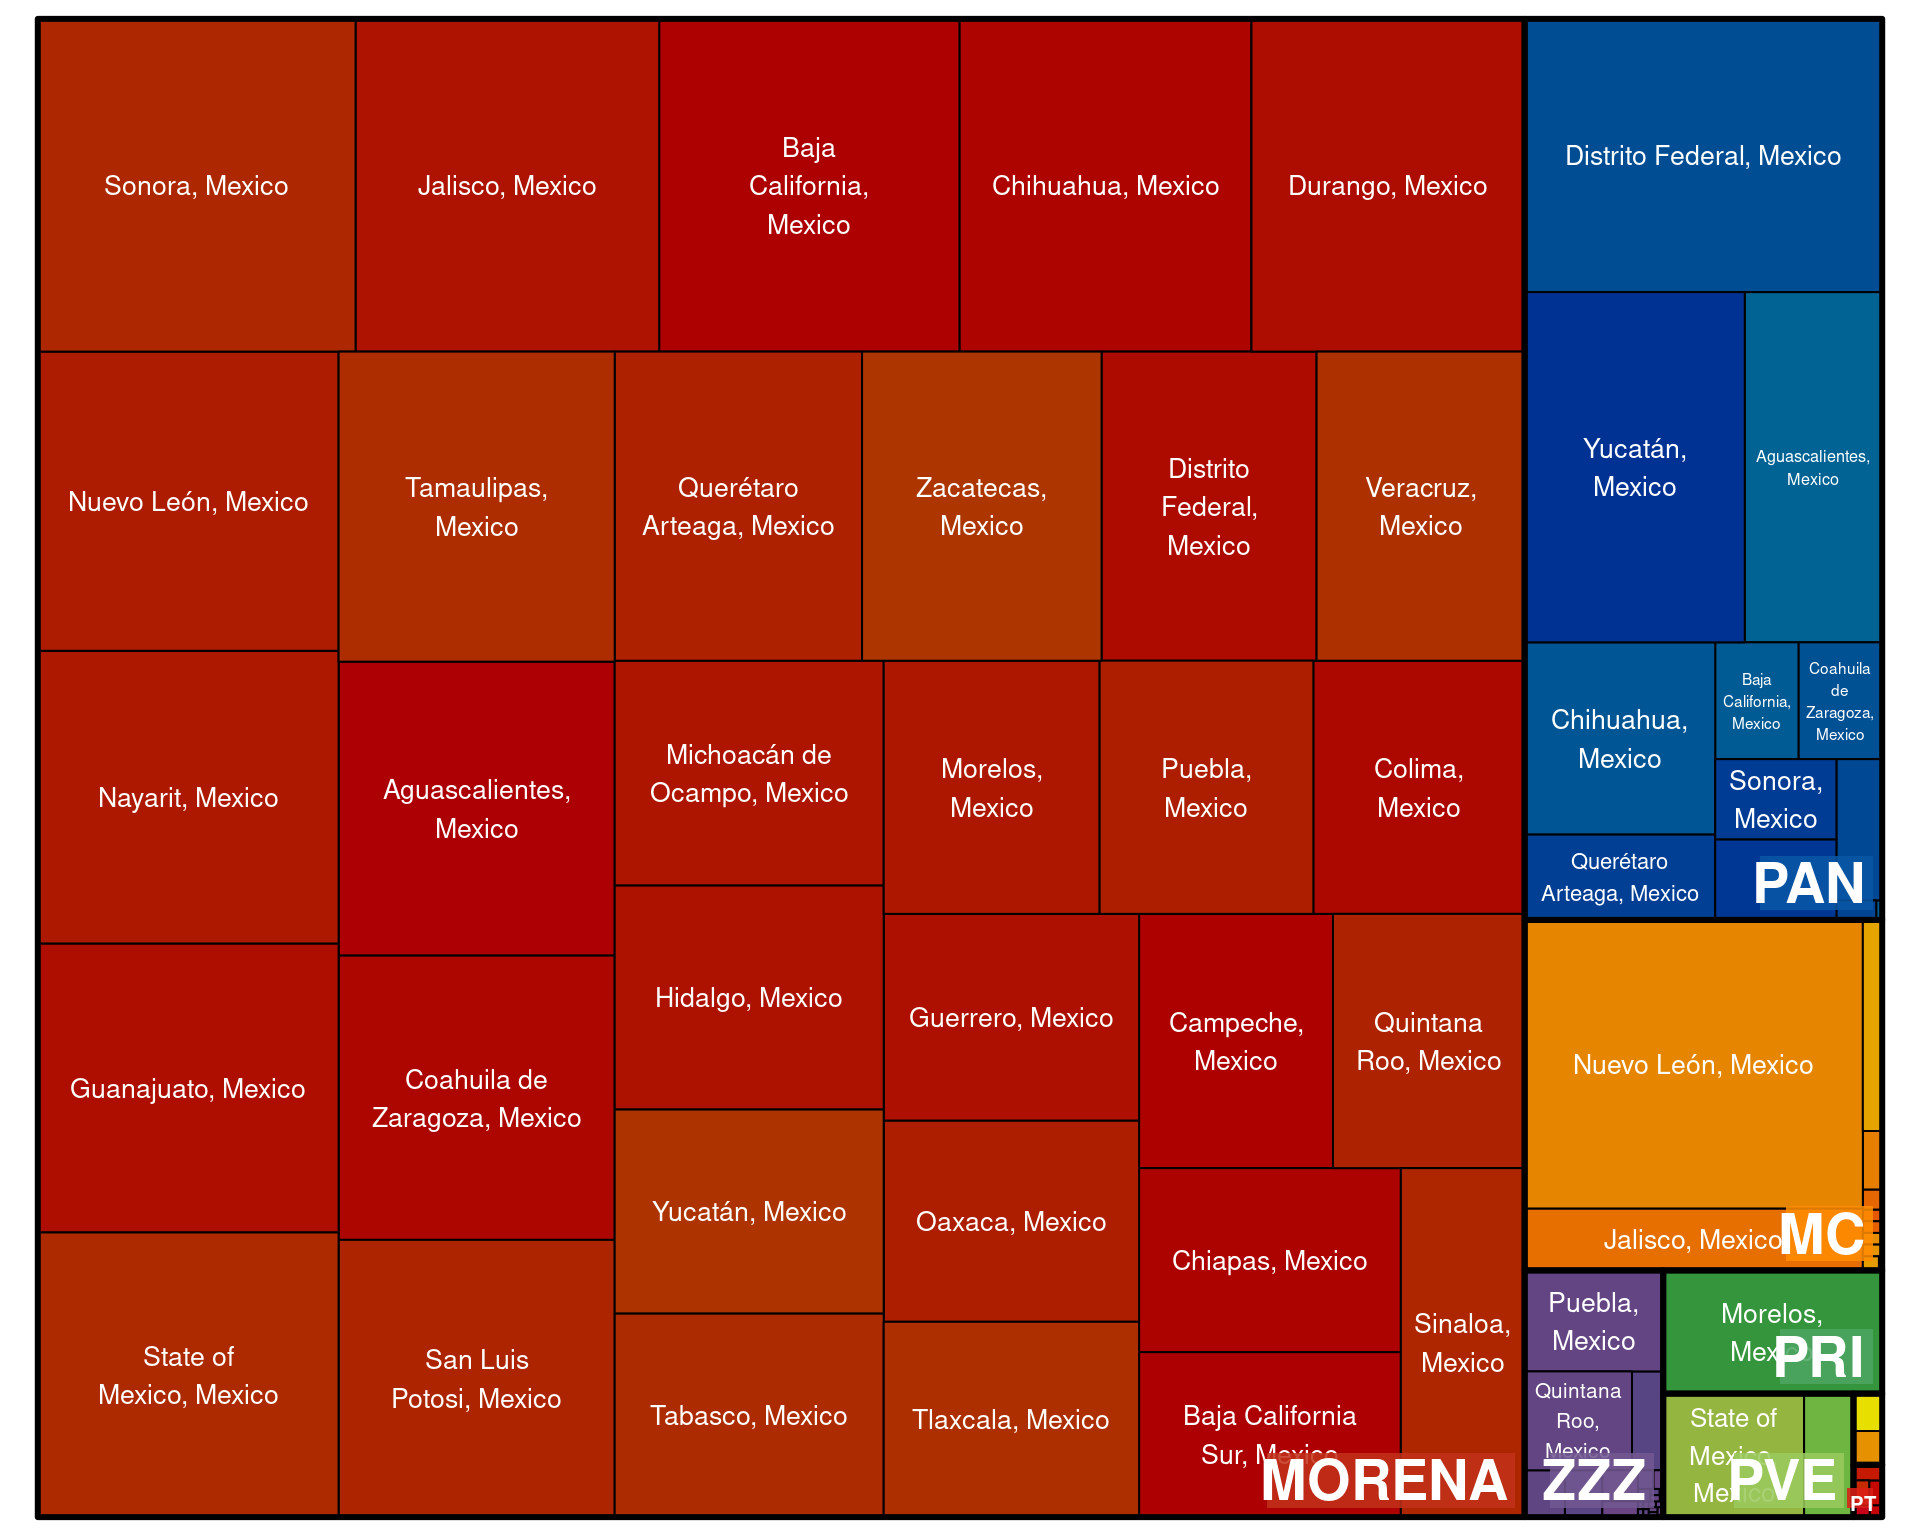 Sonora, Mexico
Jalisco, Mexico
Baja
California,
Mexico
Chihuahua, Mexico
Durango, Mexico
Nuevo León, Mexico
Tamaulipas,
Mexico
Querétaro
Arteaga, Mexico
Zacatecas,
Mexico
Distrito
Federal,
Mexico
Veracruz,
Mexico
Nayarit, Mexico
Aguascalientes,
Mexico
Michoacán de
Ocampo, Mexico
Morelos,
Mexico
Puebla,
Mexico
Colima,
Mexico
Guanajuato, Mexico
Coahuila de
Zaragoza, Mexico
Hidalgo, Mexico
Guerrero, Mexico
Campeche,
Mexico
Quintana
Roo, Mexico
State of
Mexico, Mexico
San Luis
Potosi, Mexico
Yucatán, Mexico
Tabasco, Mexico
Oaxaca, Mexico
Tlaxcala, Mexico
Chiapas, Mexico
Baja California
Sur, Mexico
Sinaloa,
Mexico
MORENA
Distrito Federal, Mexico
Yucatán,
Mexico
Aguascalientes,
Mexico
Chihuahua,
Mexico
Baja
California,
Mexico
Coahuila
de
Zaragoza,
Mexico
Sonora,
Mexico
Querétaro
Arteaga, Mexico
PAN
Nuevo León, Mexico
Jalisco, Mexico
MC
Puebla,
Mexico
Quintana
Roo,
Mexico
ZZZ
Morelos,
Mexico
PRI
State of
Mexico,
Mexico
PVE
PT